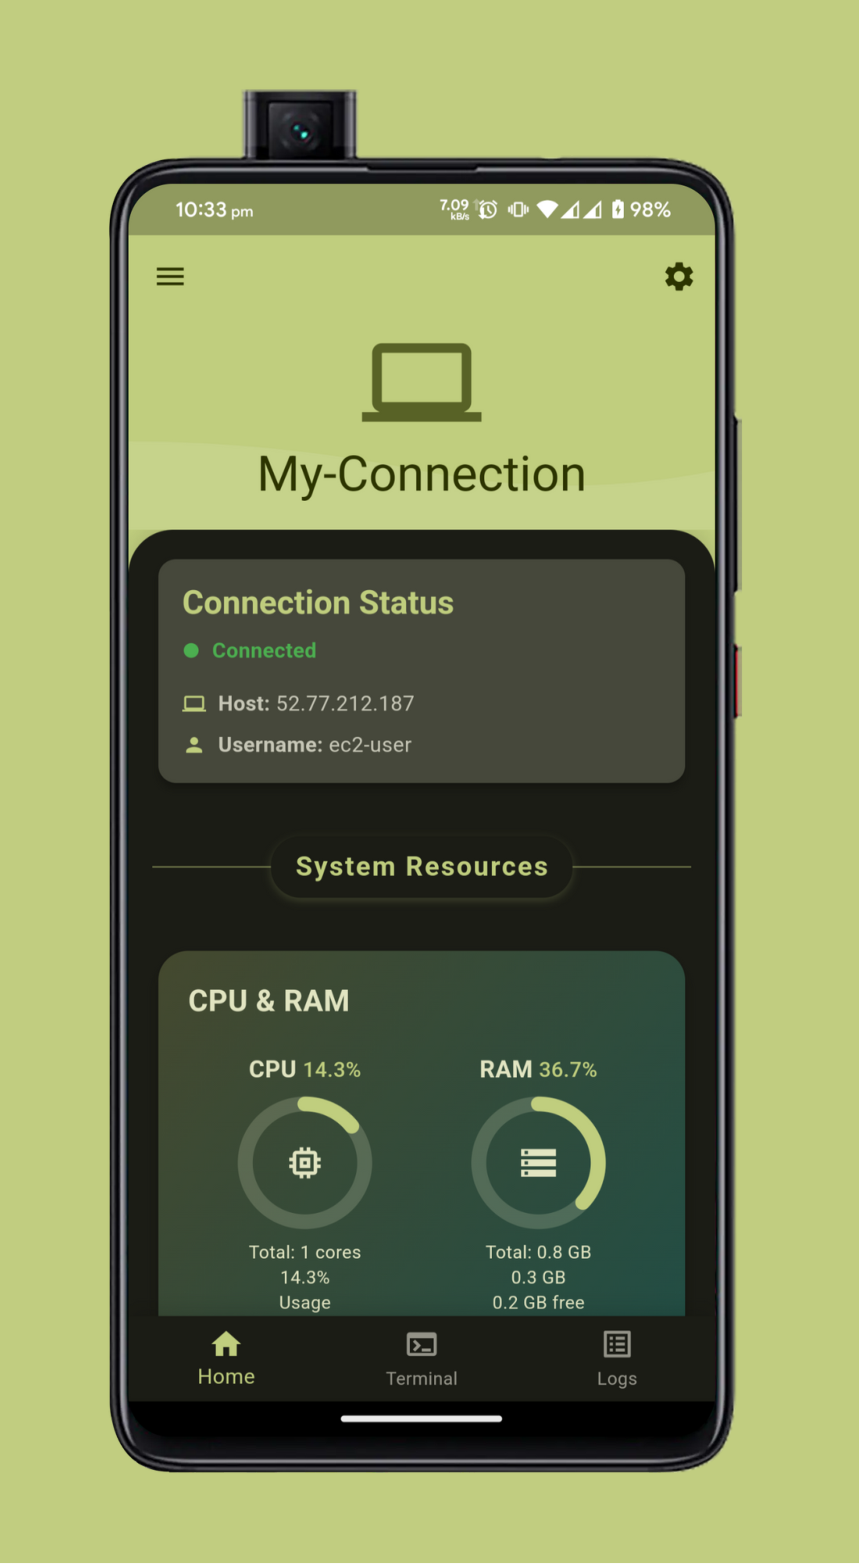 10:33 pm
7.09 kB/s
98%
My-Connection
Connection Status
Connected
Host: 52.77.212.187
Username: ec2-user
System Resources
CPU & RAM
CPU 14.3%
RAM 36.7%
Total: 1 cores
14.3%
Usage
Total: 0.8 GB
0.3 GB
0.2 GB free
Home
Terminal
Logs